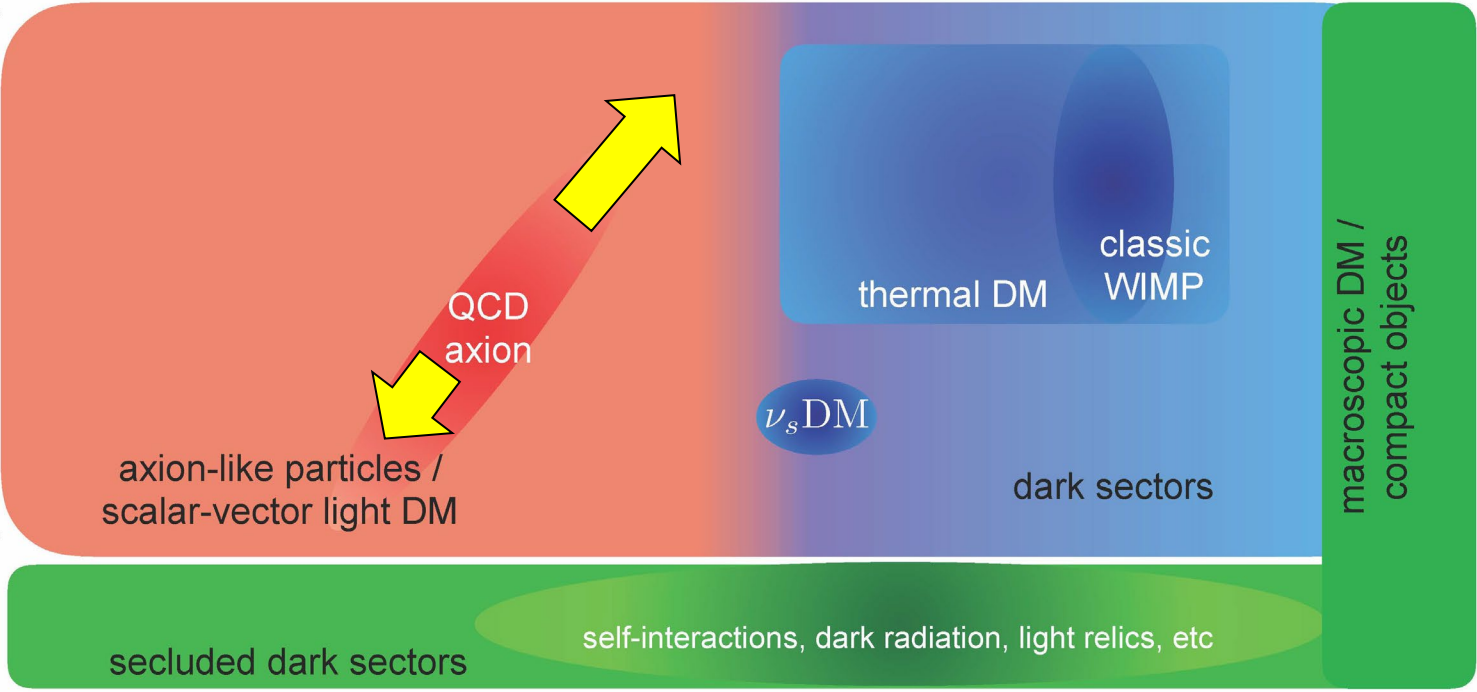 classic
WIMP
thermal DM
QCD
axion
νₛDM
axion-like particles /
scalar-vector light DM
dark sectors
macroscopic DM /
compact objects
self-interactions, dark radiation, light relics, etc
secluded dark sectors